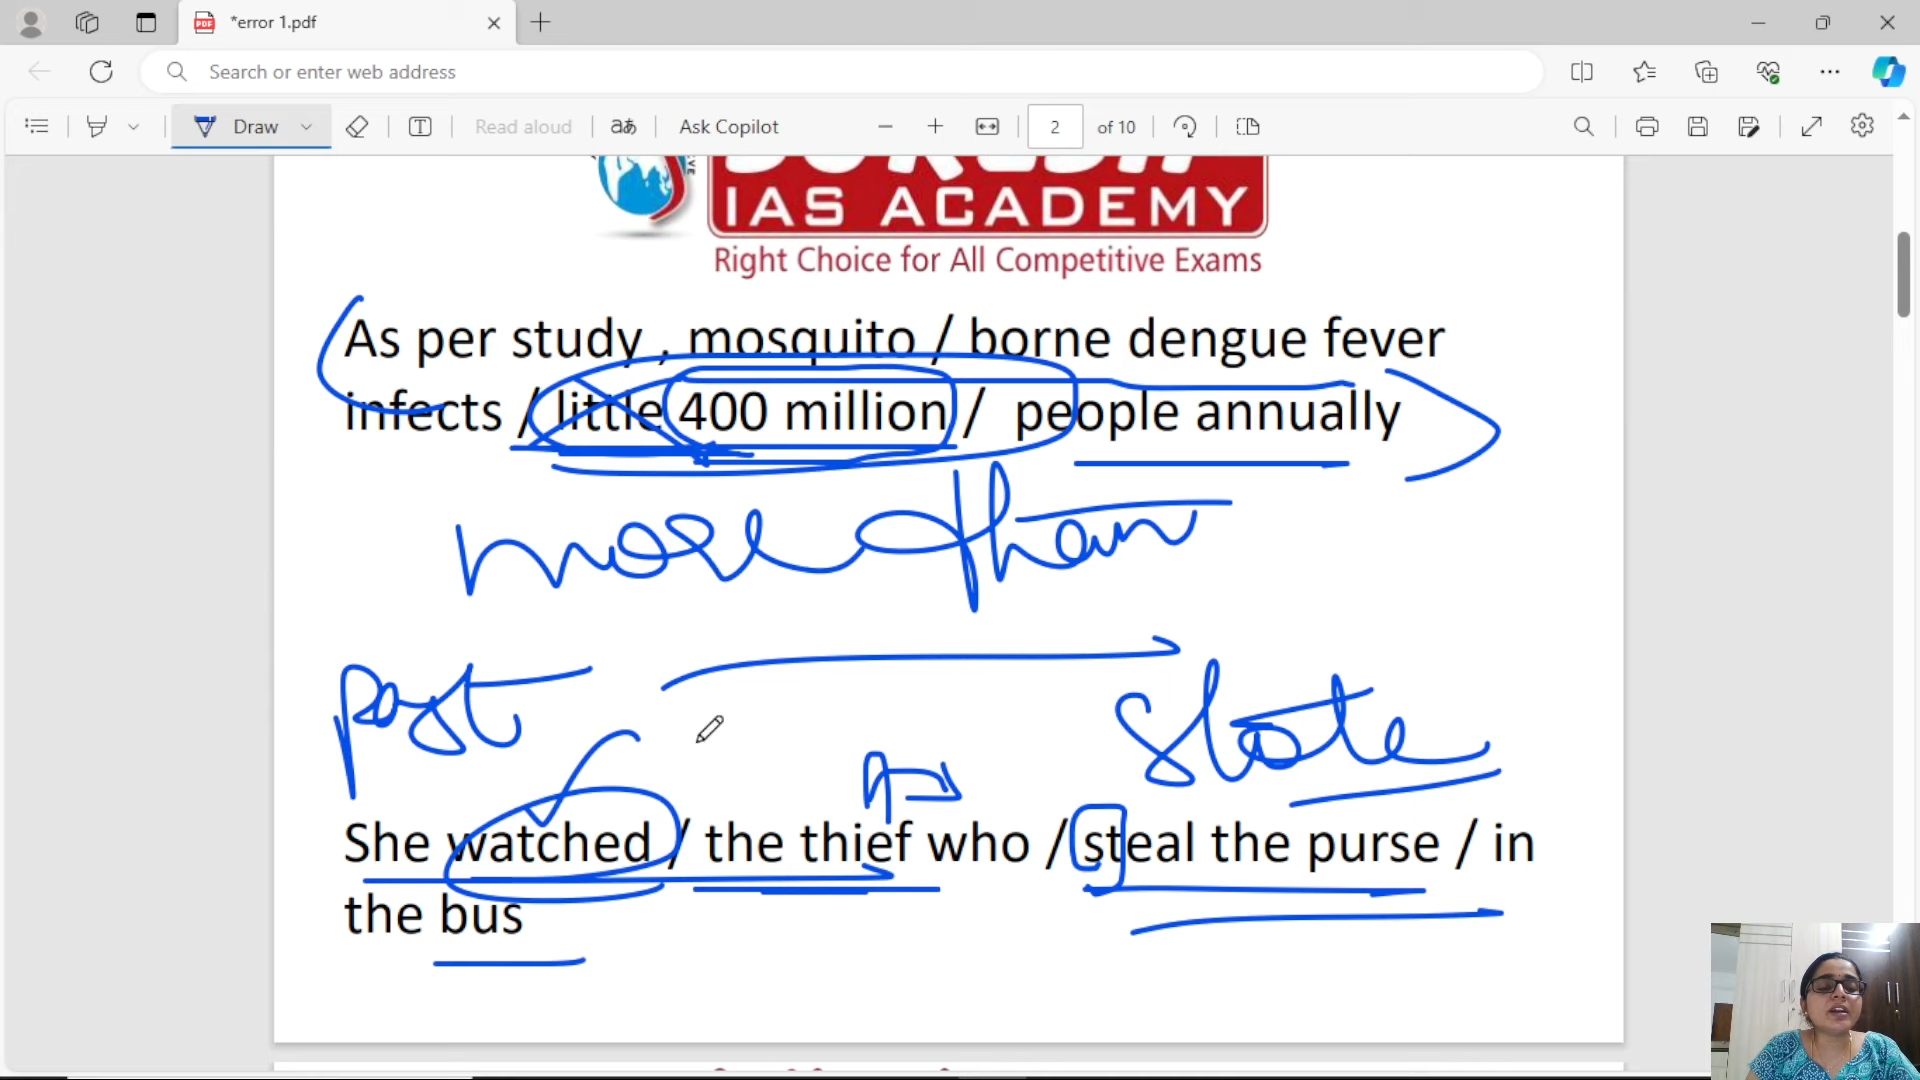 *error 1.pdf
Search or enter web address
Draw
Read aloud
aあ
Ask Copilot
2 of 10
IAS ACADEMY
Right Choice for All Competitive Exams
As per study , mosquito / borne dengue fever
infects / little 400 million / people annually
more than
past
She watched / the thief who / steal the purse / in
the bus